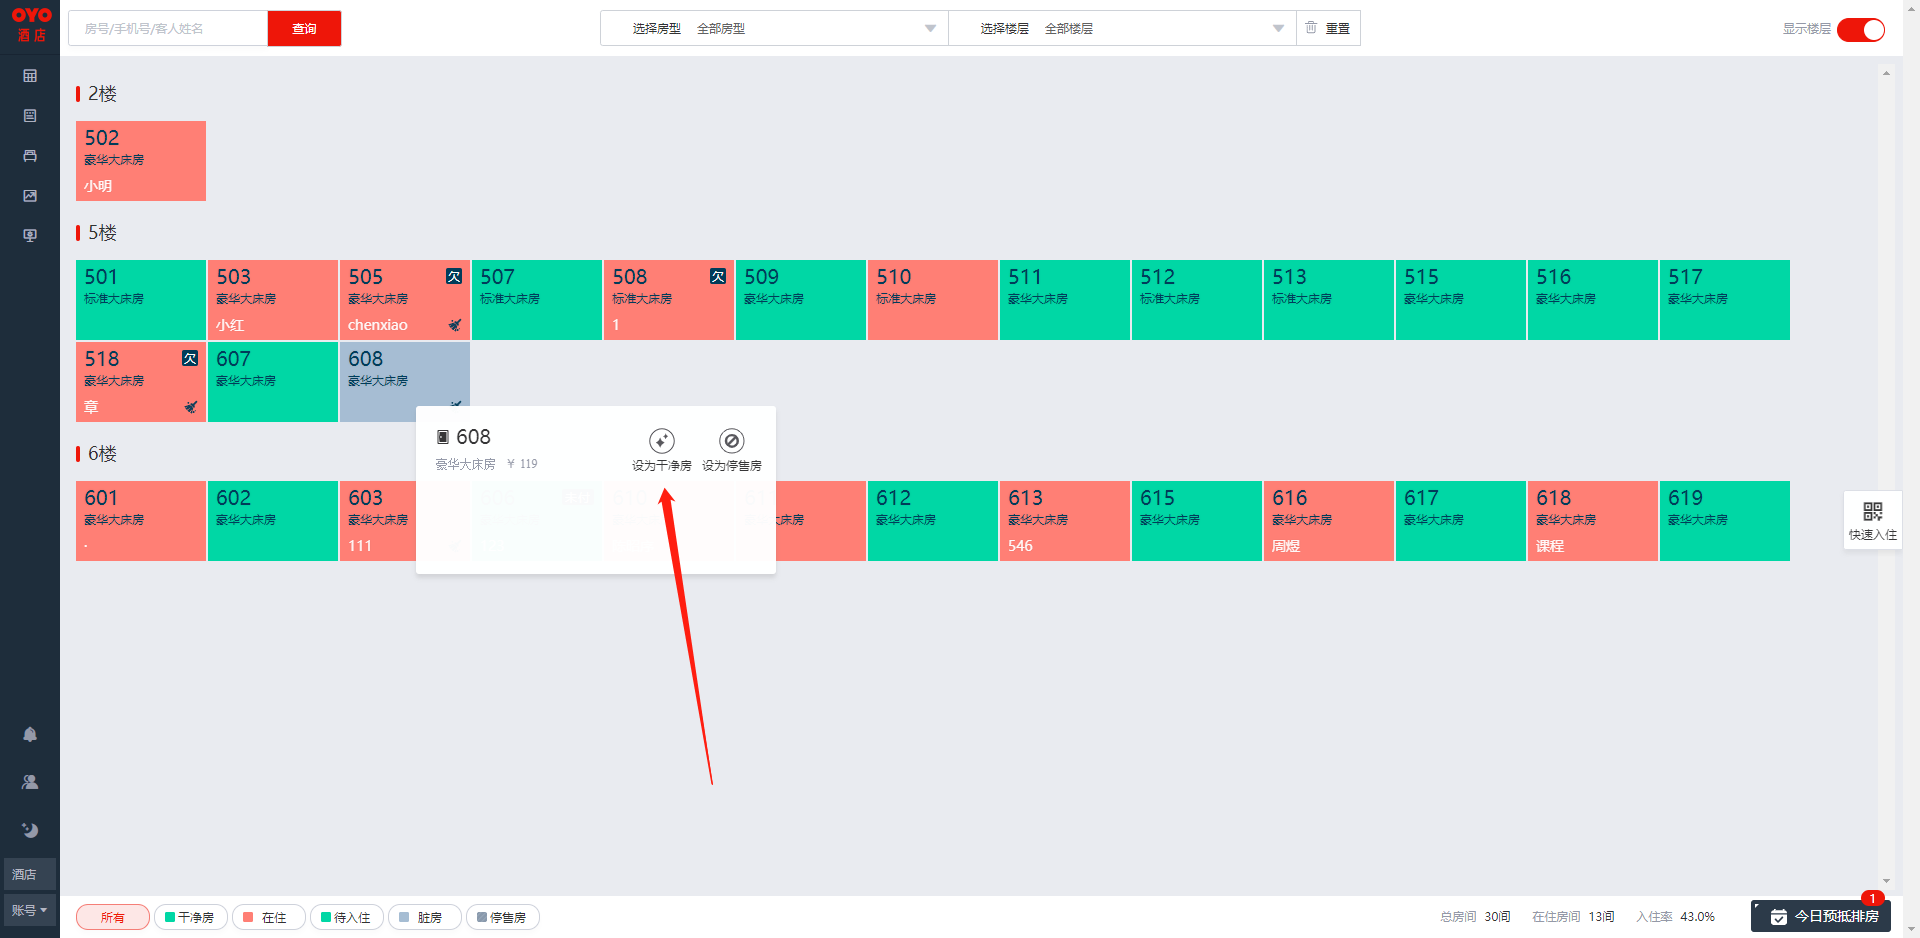 OYO
酒店
房号/手机号/客人姓名
查询
选择房型 全部房型
选择楼层 全部楼层
重置
显示楼层
2楼
502
豪华大床房
小明
5楼
501
标准大床房
503
豪华大床房
小红
505 欠
豪华大床房
chenxiao
507
标准大床房
508 欠
标准大床房
1
509
豪华大床房
510
标准大床房
511
豪华大床房
512
标准大床房
513
标准大床房
515
豪华大床房
516
豪华大床房
517
豪华大床房
518 欠
豪华大床房
章
607
豪华大床房
608
豪华大床房
608
豪华大床房 ¥ 119
设为干净房
设为停售房
6楼
601
豪华大床房
.
602
豪华大床房
603
豪华大床房
111
大床房
612
豪华大床房
613
豪华大床房
546
615
豪华大床房
616
豪华大床房
周煜
617
豪华大床房
618
豪华大床房
课程
619
豪华大床房
快速入住
酒店
账号
所有
干净房
在住
待入住
脏房
停售房
总房间 30间
在住房间 13间
入住率 43.0%
1
今日预抵排房